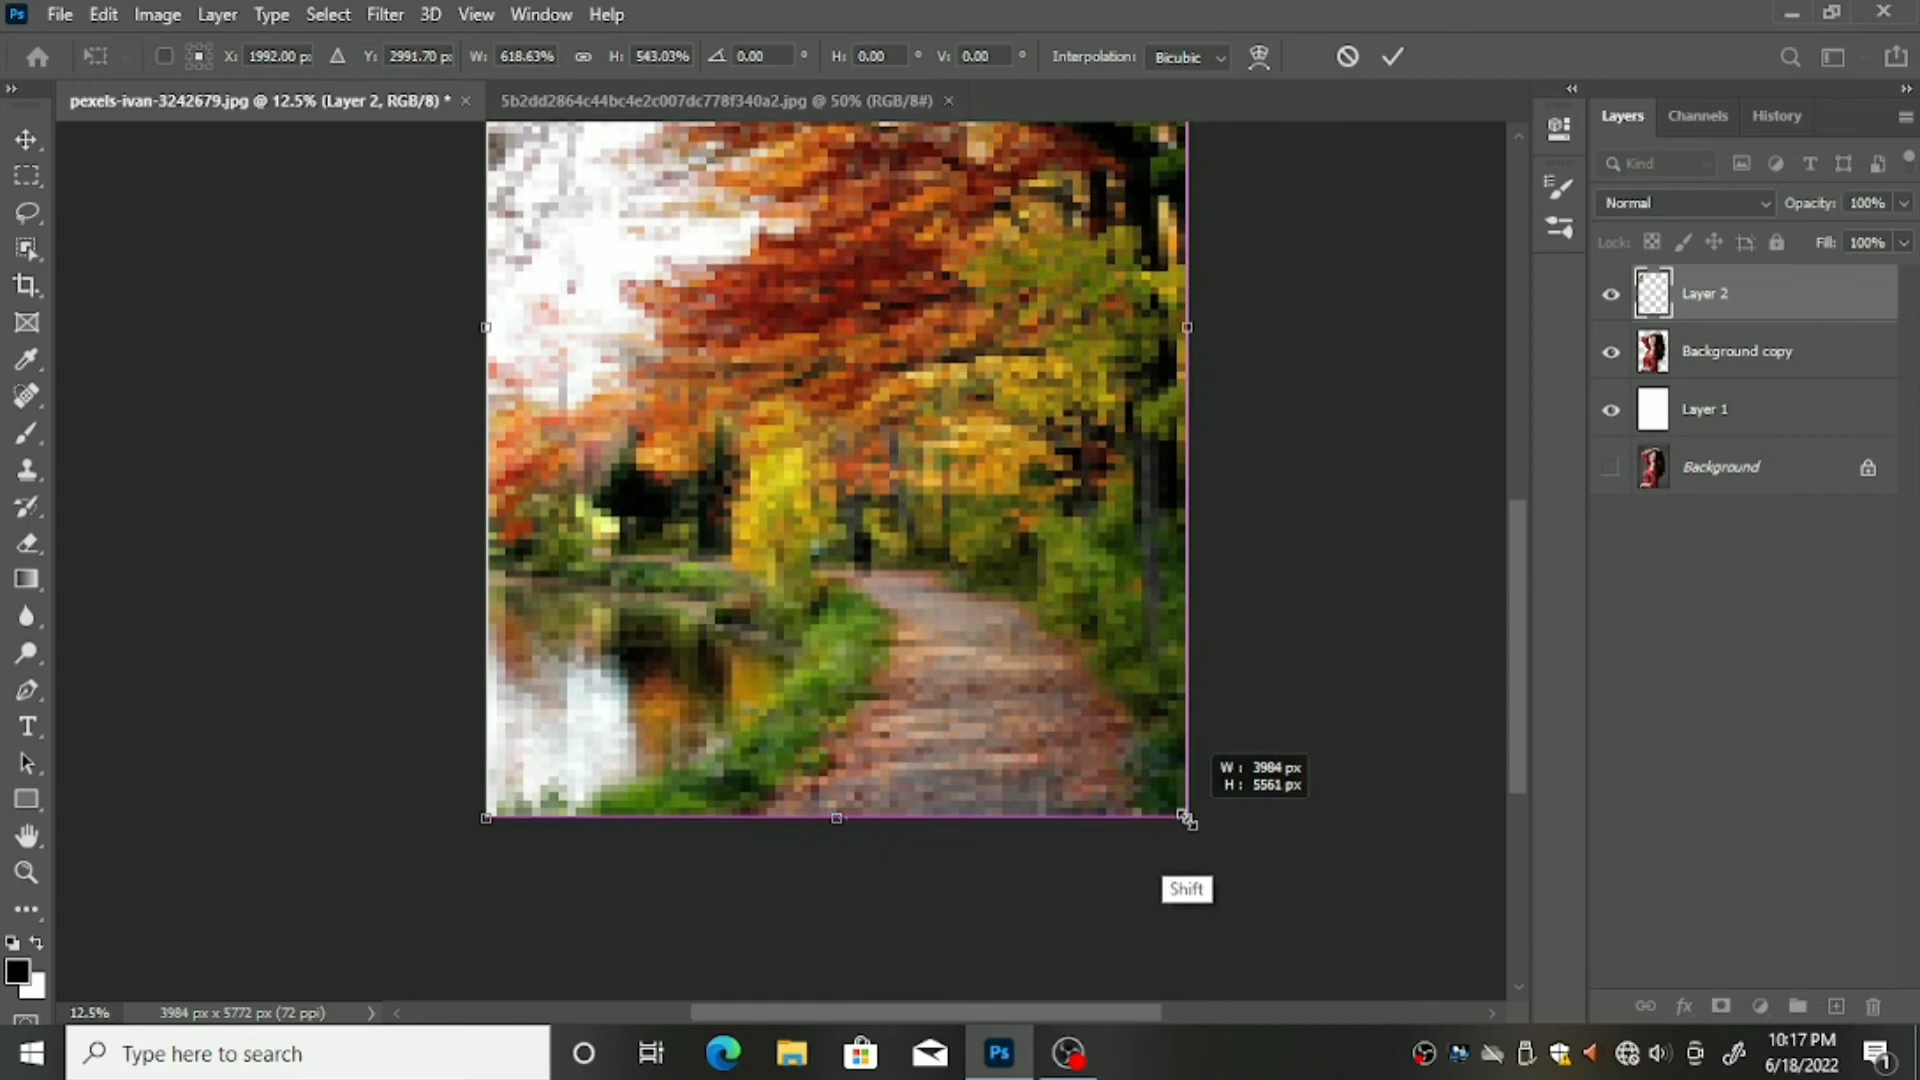 Ps File Edit Image Layer Type Select Filter 3D View Window Help
X: 1992.00 p: Y: 2991.70 p: W: 618.63% H: 543.03% 0.00 ° H: 0.00 ° V: 0.00 ° Interpolation: Bicubic
pexels-ivan-3242679.jpg @ 12.5% (Layer 2, RGB/8) * × 5b2dd2864c44bc4e2c007dc778f340a2.jpg @ 50% (RGB/8#) ×
Layers Channels History
Kind
Normal Opacity: 100%
Lock: Fill: 100%
Layer 2
Background copy
Layer 1
Background
W : 3984 px
H : 5561 px
Shift
12.5% 3984 px x 5772 px (72 ppi)
Type here to search
Ps
10:17 PM
6/18/2022
1